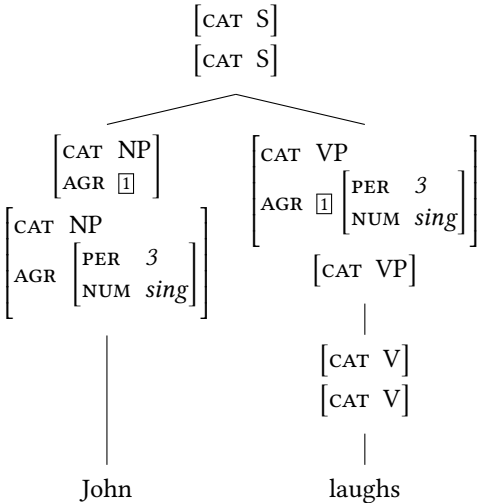 [CAT S]
[CAT S]
[CAT NP
AGR 1]
[CAT VP
AGR 1 [PER 3
NUM sing]]
[CAT NP
AGR [PER 3
NUM sing]]
[CAT VP]
[CAT V]
[CAT V]
John laughs